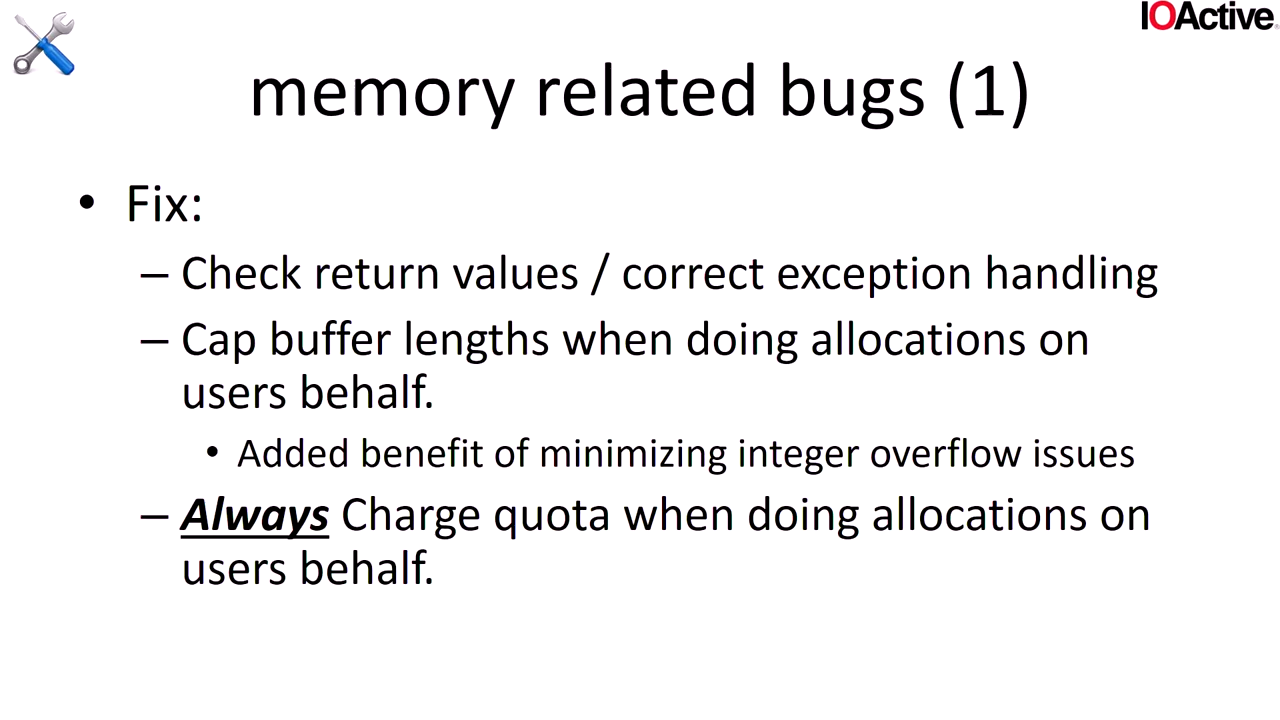 IOActive
memory related bugs (1)
• Fix:
– Check return values / correct exception handling
– Cap buffer lengths when doing allocations on
users behalf.
• Added benefit of minimizing integer overflow issues
– Always Charge quota when doing allocations on
users behalf.